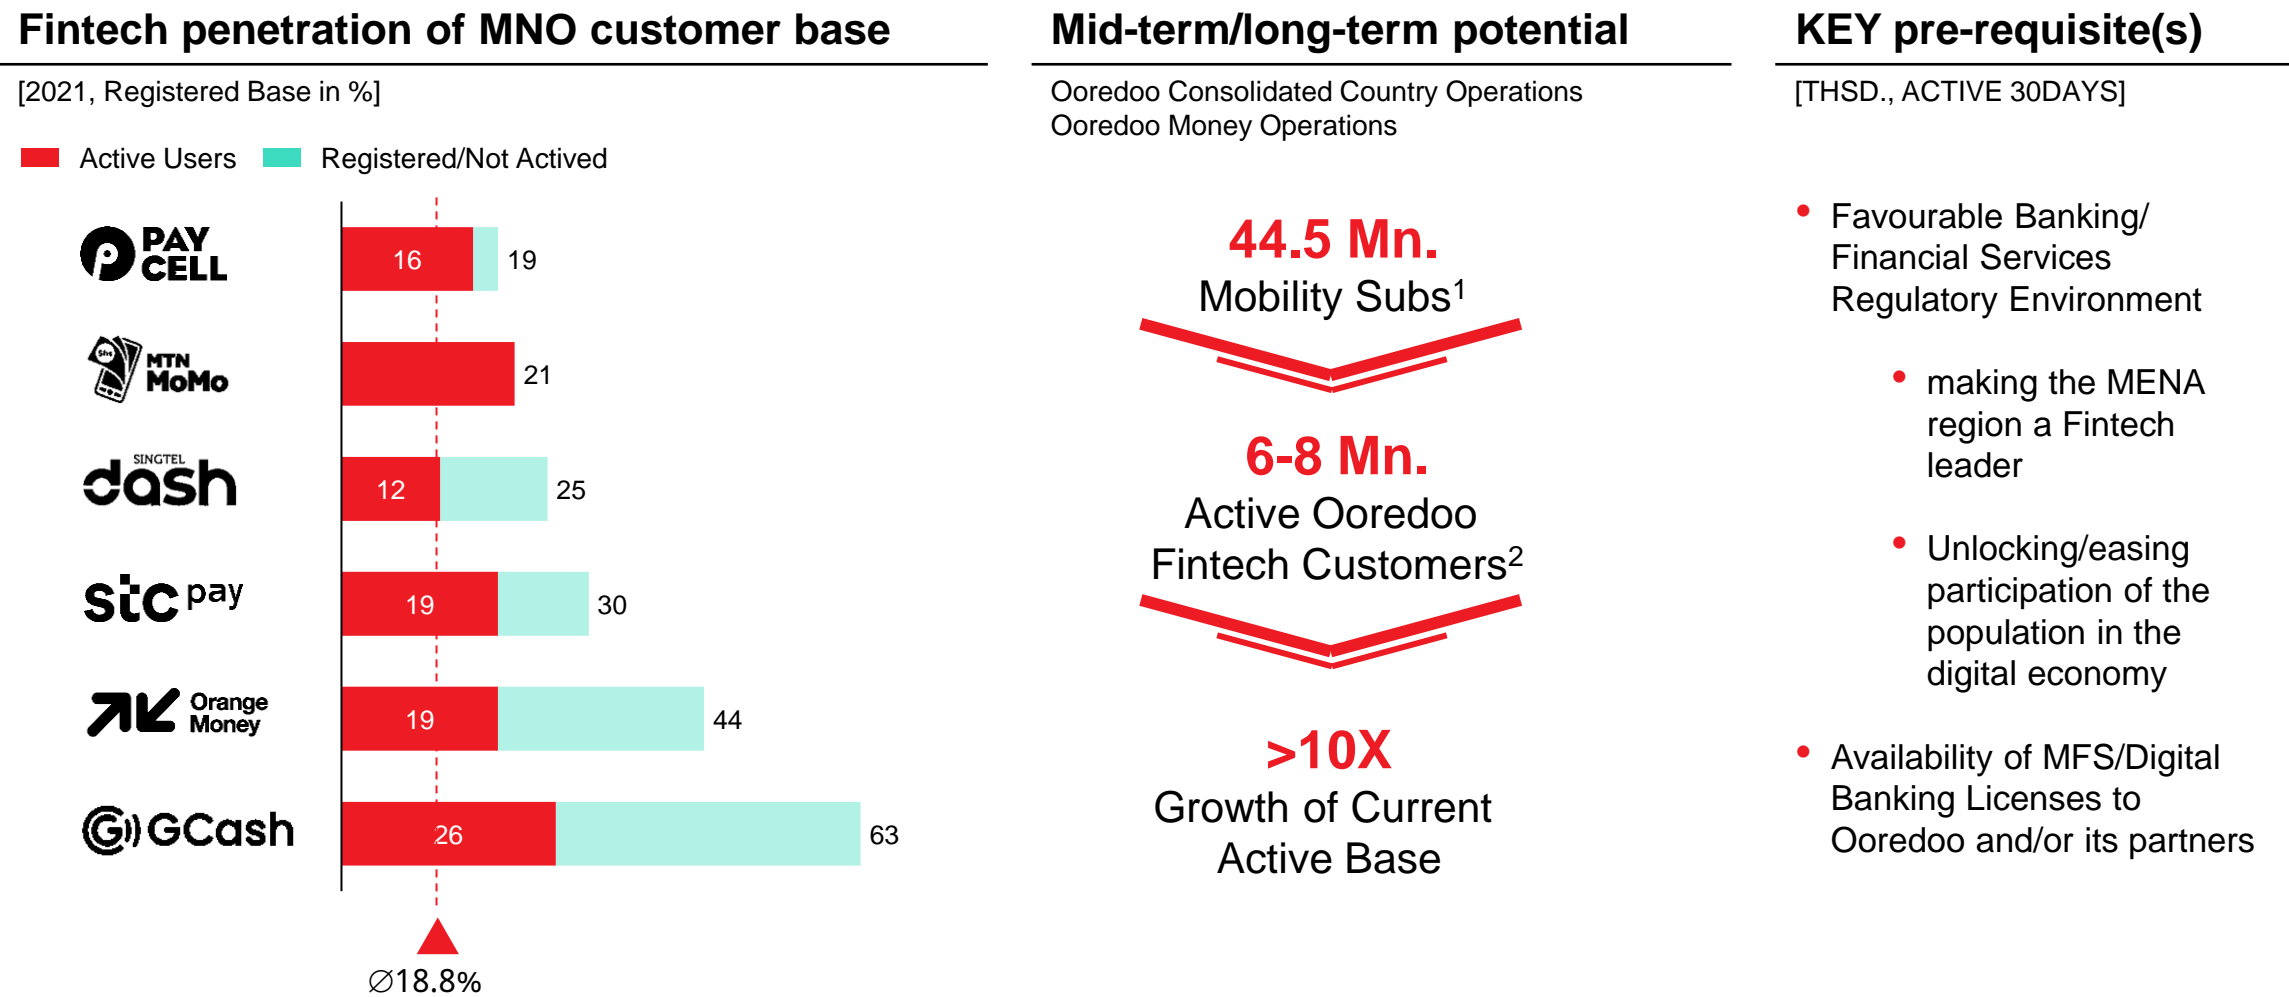 Fintech penetration of MNO customer base
[2021, Registered Base in %]
Active Users
Registered/Not Actived
PAY
CELL
16
19
$hs
MTN
MoMo
21
SINGTEL
dash
12
25
stc pay
19
30
Orange
Money
19
44
GCash
26
63
∅18.8%
Mid-term/long-term potential
Ooredoo Consolidated Country Operations
Ooredoo Money Operations
44.5 Mn.
Mobility Subs¹
6-8 Mn.
Active Ooredoo
Fintech Customers²
>10X
Growth of Current
Active Base
KEY pre-requisite(s)
[THSD., ACTIVE 30DAYS]
• Favourable Banking/
Financial Services
Regulatory Environment
• making the MENA
region a Fintech
leader
• Unlocking/easing
participation of the
population in the
digital economy
• Availability of MFS/Digital
Banking Licenses to
Ooredoo and/or its partners